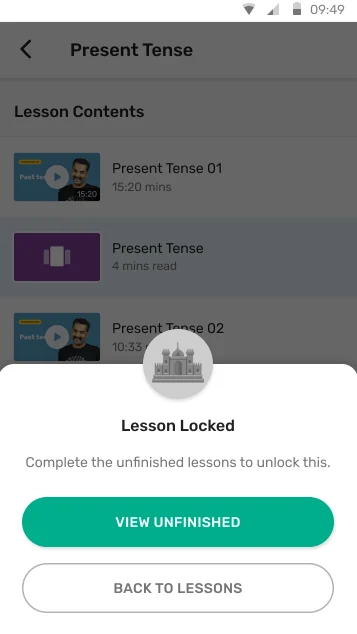 09:49
Present Tense
Lesson Contents
Present Tense 01
15:20 mins
15:20
Present Tense
4 mins read
Present Tense 02
10:33
Lesson Locked
Complete the unfinished lessons to unlock this.
VIEW UNFINISHED
BACK TO LESSONS